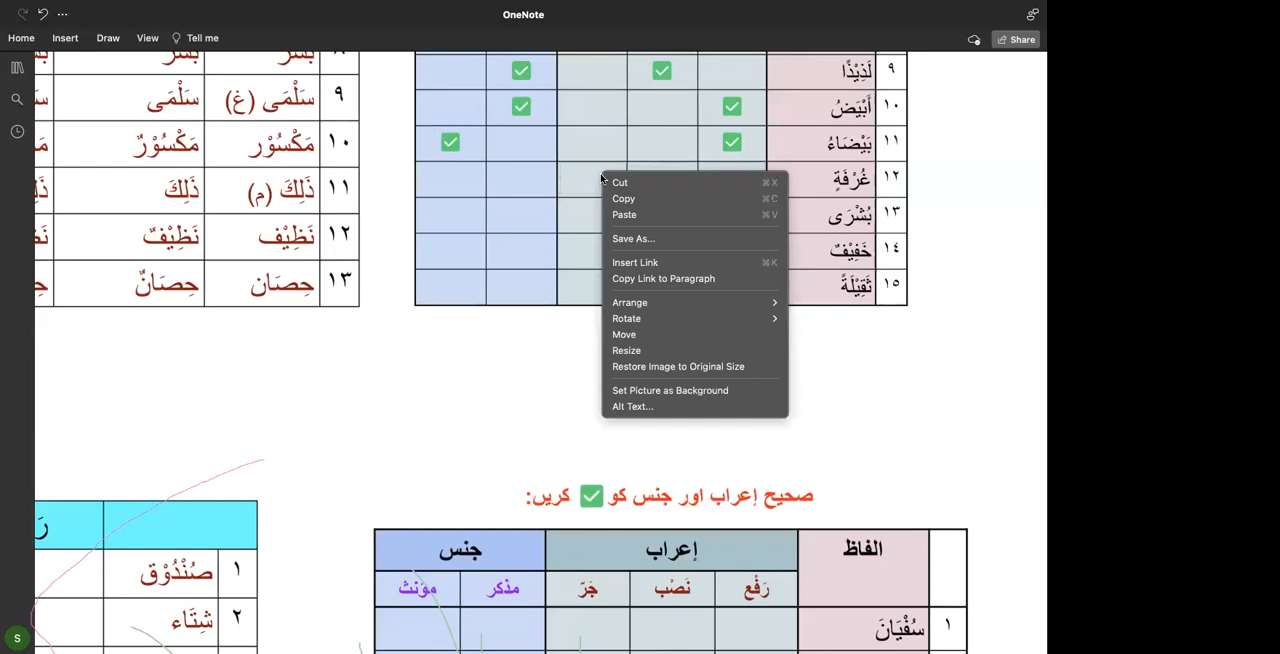 OneNote
Home Insert Draw View Tell me
Share
٩ لَذِيْذًا ✅ ✅
١٠ أَبْيَضُ ✅ ✅
١١ بَيْضَاءُ ✅ ✅
١٢ غُرْفَةٍ
١٣ بُشْرَى
١٤ خَفِيْفٌ
١٥ ثَقِيْلَةً
٩ سَلْمَى (غ) سَلْمَى
١٠ مَكْسُوْر مَكْسُوْرٌ
١١ ذَلِكَ (م) ذَلِكَ
١٢ نَظِيْف نَظِيْفٌ
١٣ حِصَان حِصَانٌ
Cut ⌘X
Copy ⌘C
Paste ⌘V
Save As...
Insert Link ⌘K
Copy Link to Paragraph
Arrange
Rotate
Move
Resize
Restore Image to Original Size
Set Picture as Background
Alt Text...
صحیح إعراب اور جنس کو ✅ کریں:
الفاظ إعراب جنس
رَفْع نَصْب جَرّ مذکر مؤنث
١ سُفْيَانَ
١ صُنْدُوْق
٢ شِتَاء
S